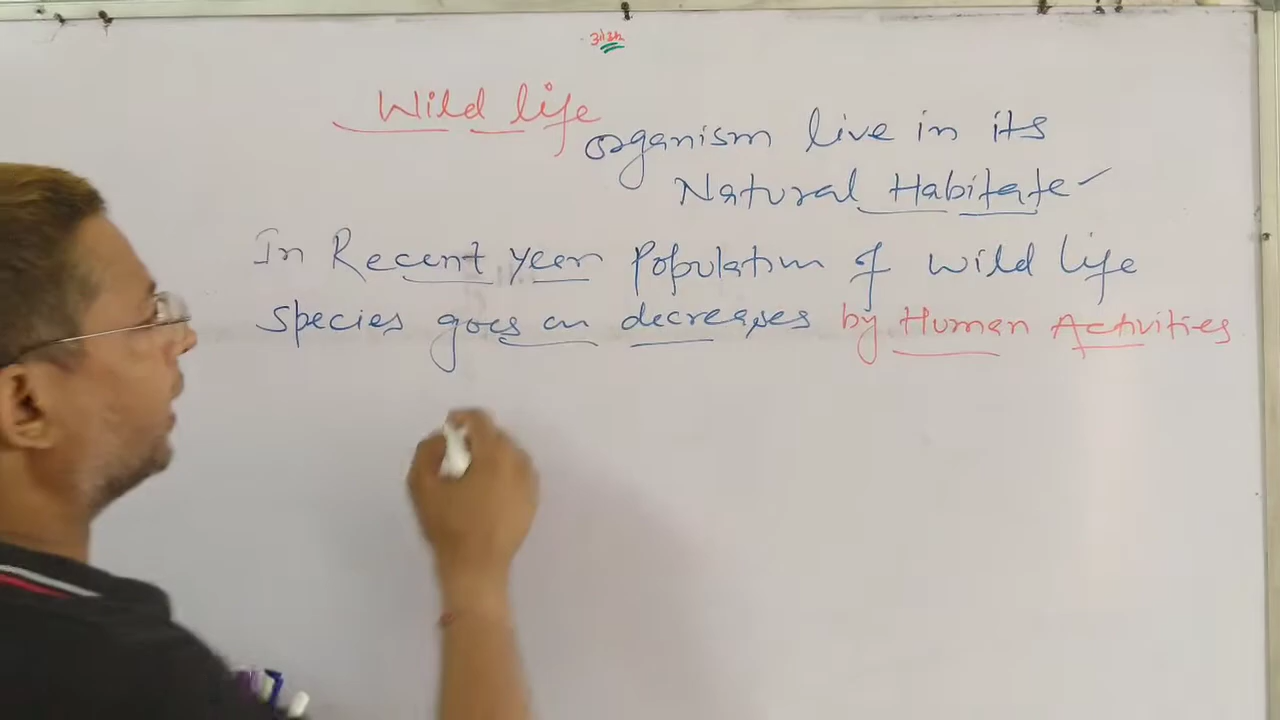 Wild life
organism live in its
Natural Habitate
In Recent year Population of wild life
species goes on decreases by Human Activities